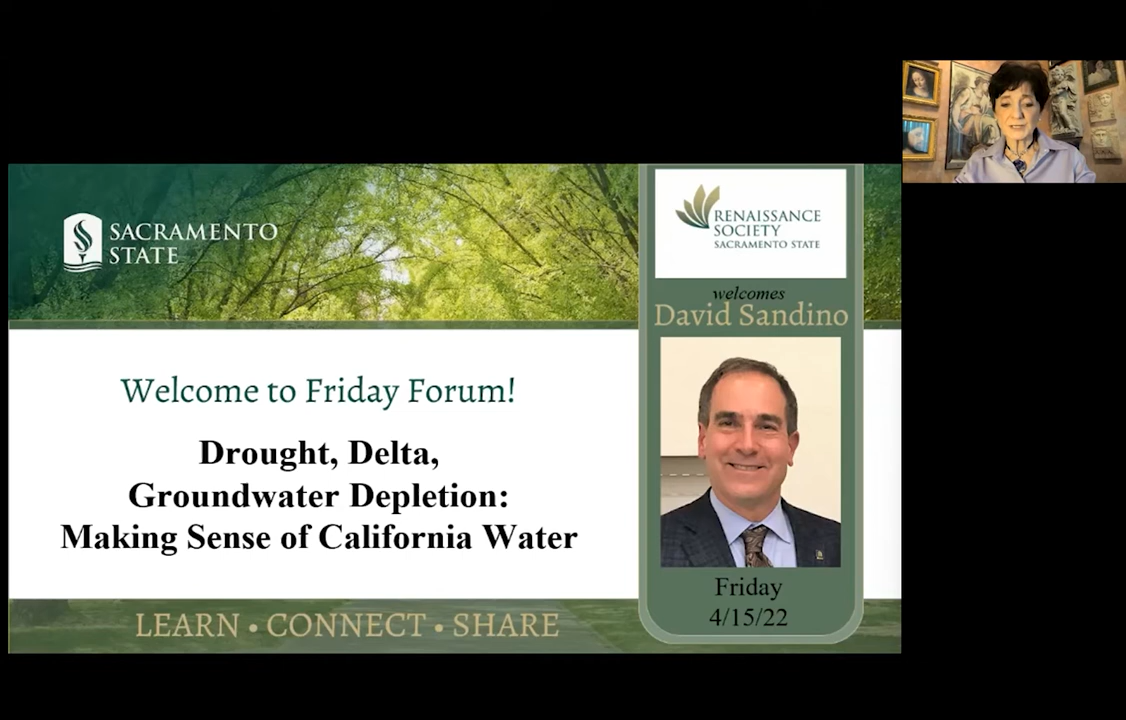 SACRAMENTO
STATE
RENAISSANCE
SOCIETY
SACRAMENTO STATE
welcomes
David Sandino
Welcome to Friday Forum!
Drought, Delta,
Groundwater Depletion:
Making Sense of California Water
Friday
4/15/22
LEARN • CONNECT • SHARE